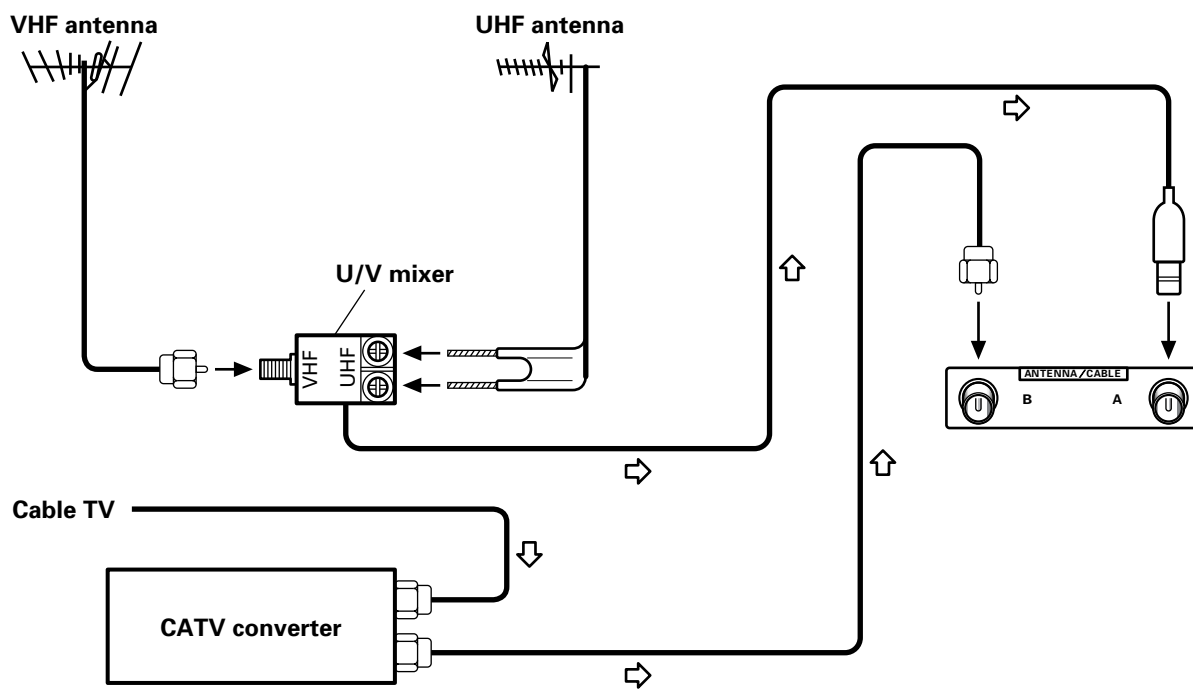 VHF antenna
UHF antenna
U/V mixer
VHF
UHF
ANTENNA/CABLE
B
A
Cable TV
CATV converter